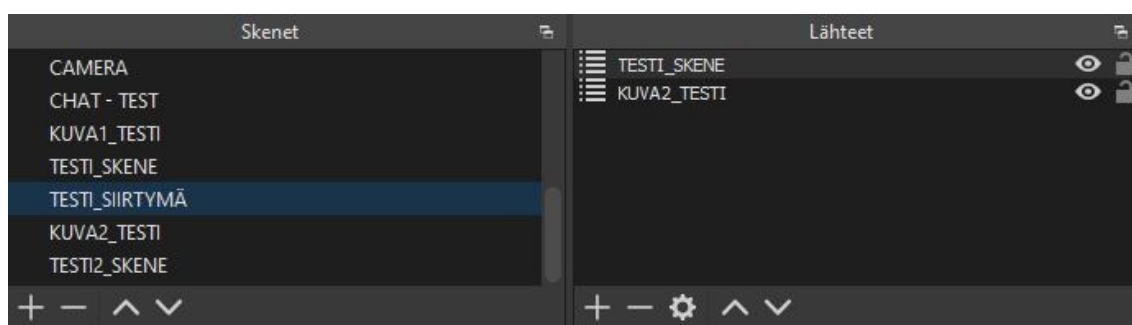 Skenet
CAMERA
CHAT - TEST
KUVA1_TESTI
TESTI_SKENE
TESTI_SIIRTYMÄ
KUVA2_TESTI
TESTI2_SKENE
Lähteet
TESTI_SKENE
KUVA2_TESTI